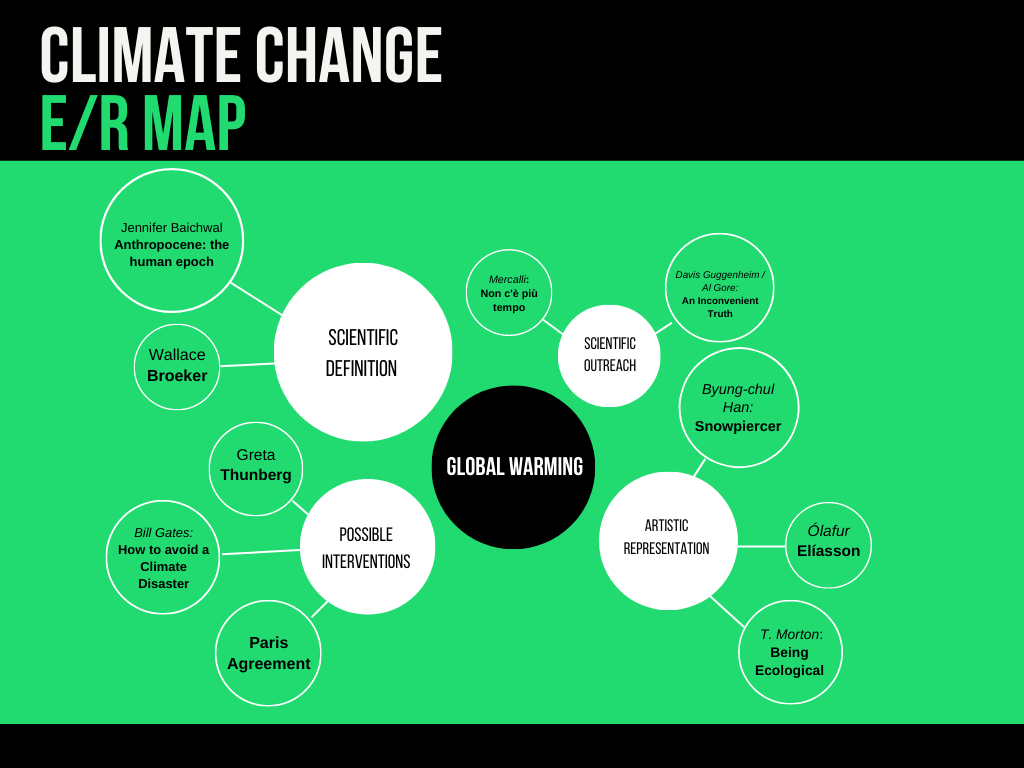 CLIMATE CHANGE
E/R MAP
Jennifer Baichwal
Anthropocene: the
human epoch
Wallace
Broeker
SCIENTIFIC
DEFINITION
Mercalli:
Non c'è più
tempo
SCIENTIFIC
OUTREACH
Davis Guggenheim /
Al Gore:
An Inconvenient
Truth
Byung-chul
Han:
Snowpiercer
GLOBAL WARMING
Greta
Thunberg
Bill Gates:
How to avoid a
Climate
Disaster
POSSIBLE
INTERVENTIONS
Paris
Agreement
ARTISTIC
REPRESENTATION
Ólafur
Elíasson
T. Morton:
Being
Ecological